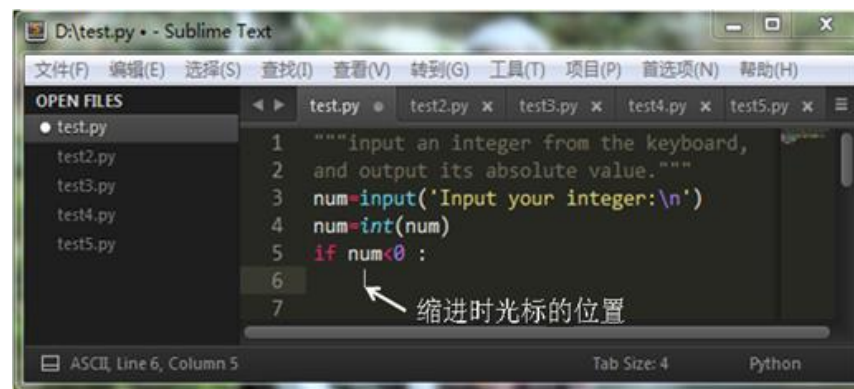 D:\test.py • - Sublime Text
文件(F) 编辑(E) 选择(S) 查找(I) 查看(V) 转到(G) 工具(T) 项目(P) 首选项(N) 帮助(H)
OPEN FILES
test.py
test2.py
test3.py
test4.py
test5.py
test.py test2.py test3.py test4.py test5.py
1 """input an integer from the keyboard,
2 and output its absolute value."""
3 num=input('Input your integer:\n')
4 num=int(num)
5 if num<0 :
6
7
缩进时光标的位置
ASCII, Line 6, Column 5 Tab Size: 4 Python